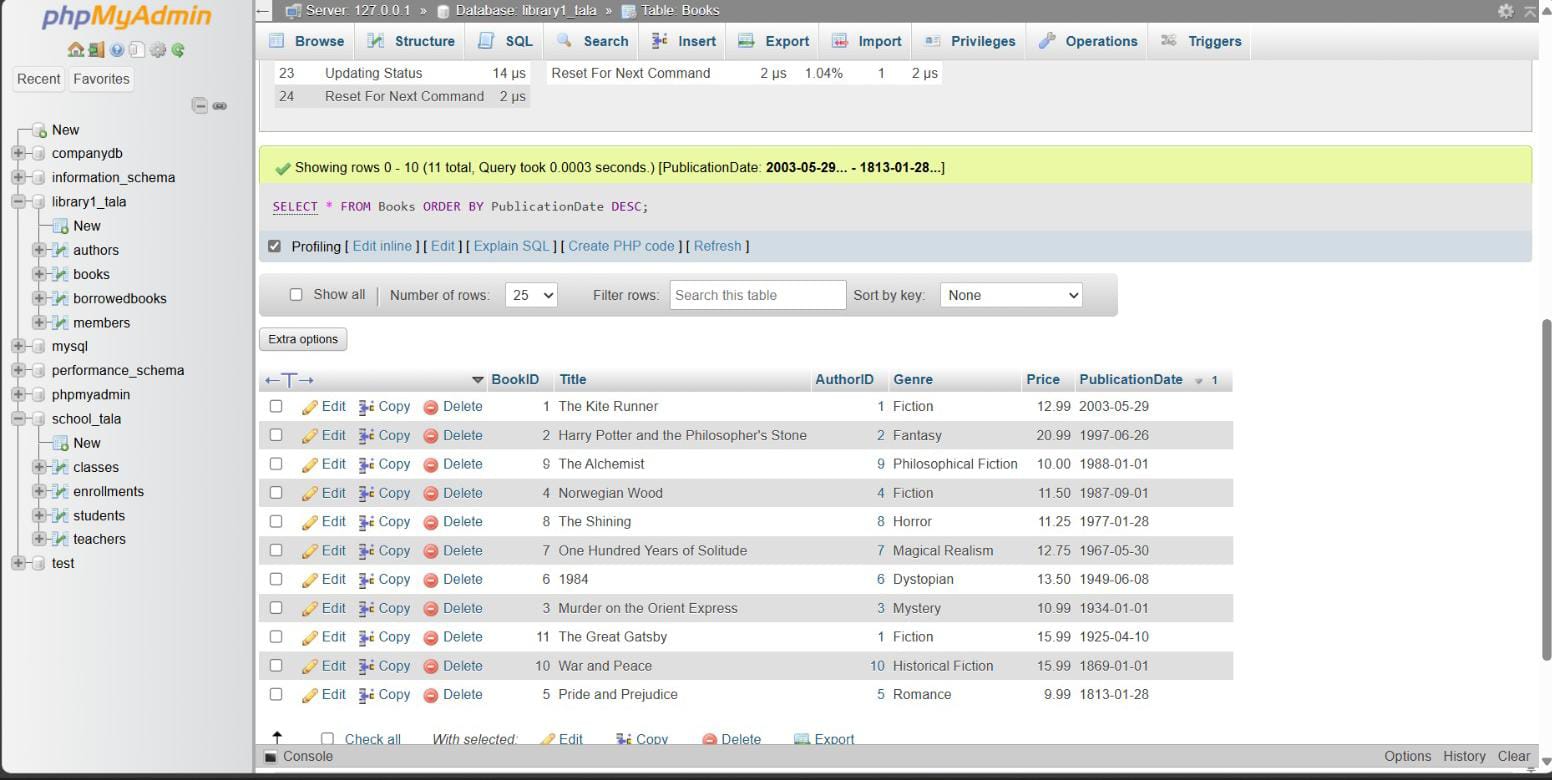 phpMyAdmin
Recent Favorites
New
companydb
information_schema
library1_tala
New
authors
books
borrowedbooks
members
mysql
performance_schema
phpmyadmin
school_tala
New
classes
enrollments
students
teachers
test
Server: 127.0.0.1 » Database: library1_tala » Table: Books
Browse Structure SQL Search Insert Export Import Privileges Operations Triggers
23 Updating Status 14 µs Reset For Next Command 2 µs 1.04% 1 2 µs
24 Reset For Next Command 2 µs
Showing rows 0 - 10 (11 total, Query took 0.0003 seconds.) [PublicationDate: 2003-05-29... - 1813-01-28...]
SELECT * FROM Books ORDER BY PublicationDate DESC;
Profiling [ Edit inline ] [ Edit ] [ Explain SQL ] [ Create PHP code ] [ Refresh ]
Show all Number of rows: 25 Filter rows: Search this table Sort by key: None
Extra options
BookID Title AuthorID Genre Price PublicationDate 1
Edit Copy Delete 1 The Kite Runner 1 Fiction 12.99 2003-05-29
Edit Copy Delete 2 Harry Potter and the Philosopher's Stone 2 Fantasy 20.99 1997-06-26
Edit Copy Delete 9 The Alchemist 9 Philosophical Fiction 10.00 1988-01-01
Edit Copy Delete 4 Norwegian Wood 4 Fiction 11.50 1987-09-01
Edit Copy Delete 8 The Shining 8 Horror 11.25 1977-01-28
Edit Copy Delete 7 One Hundred Years of Solitude 7 Magical Realism 12.75 1967-05-30
Edit Copy Delete 6 1984 6 Dystopian 13.50 1949-06-08
Edit Copy Delete 3 Murder on the Orient Express 3 Mystery 10.99 1934-01-01
Edit Copy Delete 11 The Great Gatsby 1 Fiction 15.99 1925-04-10
Edit Copy Delete 10 War and Peace 10 Historical Fiction 15.99 1869-01-01
Edit Copy Delete 5 Pride and Prejudice 5 Romance 9.99 1813-01-28
Check all With selected: Edit Copy Delete Export
Console Options History Clear